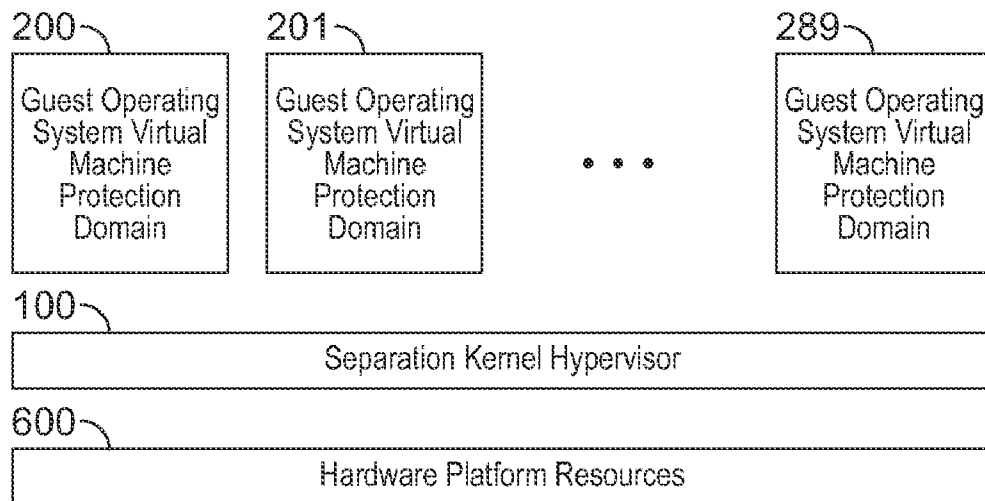 200
201
289
Guest Operating
System Virtual
Machine
Protection
Domain
Guest Operating
System Virtual
Machine
Protection
Domain
Guest Operating
System Virtual
Machine
Protection
Domain
100
Separation Kernel Hypervisor
600
Hardware Platform Resources